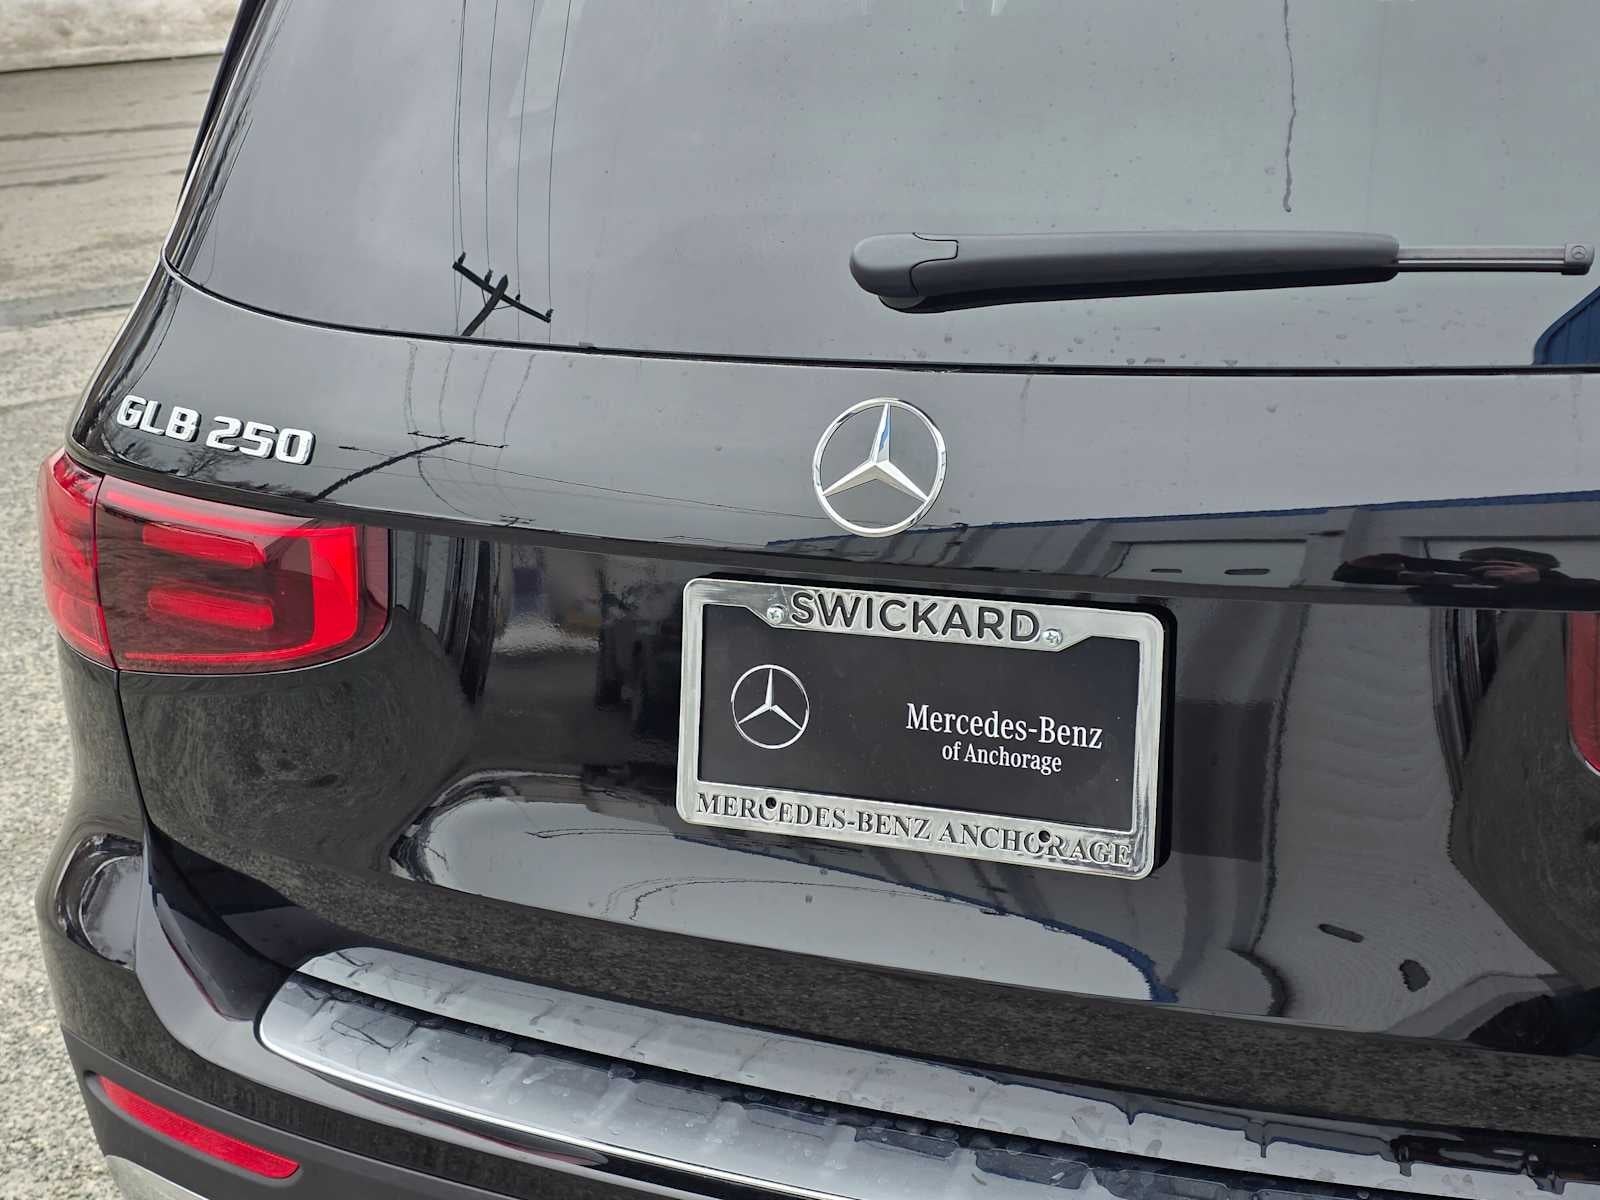 GLB 250
SWICKARD
Mercedes-Benz
of Anchorage
MERCEDES-BENZ ANCHORAGE